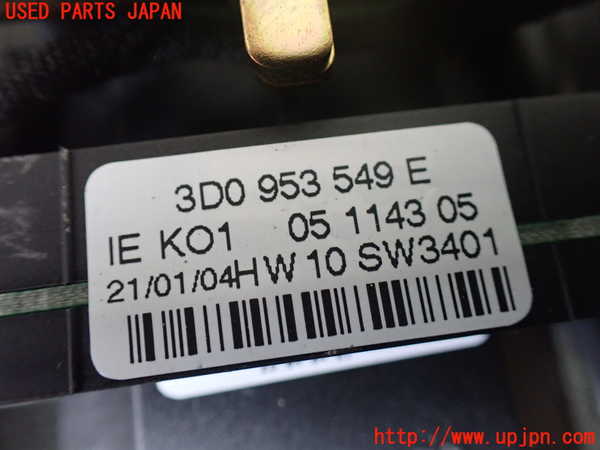 USED PARTS JAPAN
3D0 953 549 E
IE KO1 05 1143 05
21/01/04H W 10 SW3401
http://www.upjpn.com/